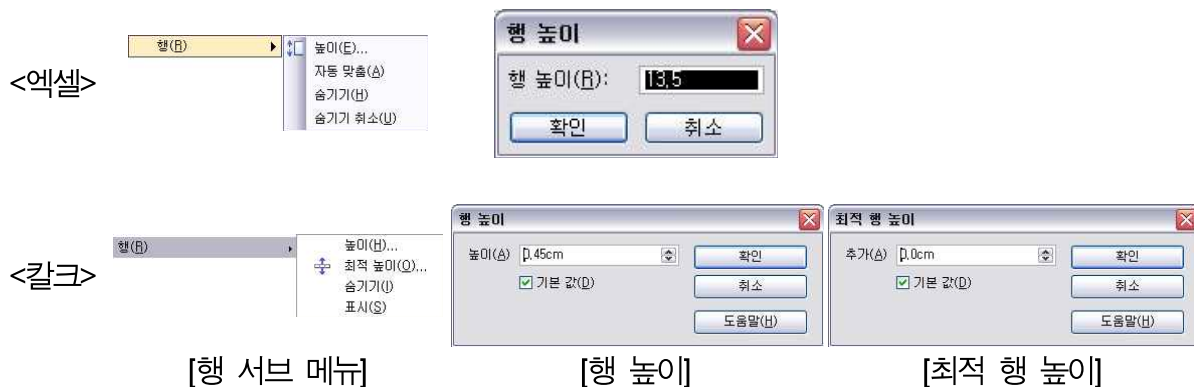 <엑셀>
행(R)
높이(E)...
자동 맞춤(A)
숨기기(H)
숨기기 취소(U)
행 높이
행 높이(R): 13,5
확인 취소
<칼크>
행(R)
높이(H)...
최적 높이(O)...
숨기기(I)
표시(S)
행 높이
높이(A) 0.45cm 확인
기본 값(D) 취소
도움말(H)
최적 행 높이
추가(A) 0.0cm 확인
기본 값(D) 취소
도움말(H)
[행 서브 메뉴] [행 높이] [최적 행 높이]